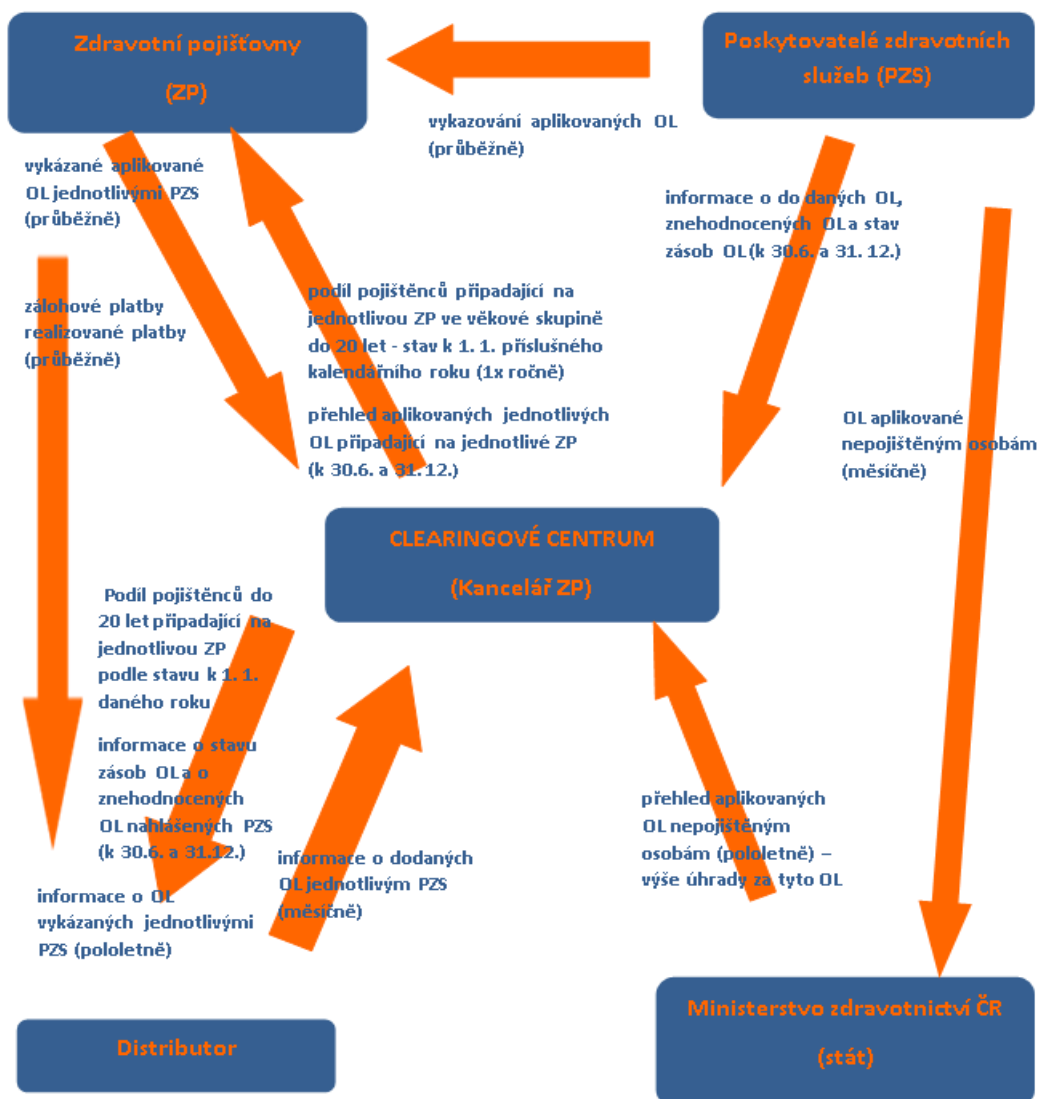 Zdravotní pojišťovny
(ZP)
Poskytovatelé zdravotních
služeb (PZS)
vykazování aplikovaných OL
(průběžně)
vykázané aplikované
OL jednotlivými PZS
(průběžně)
informace o do daných OL,
znehodnocených OL a stav
zásob OL (k 30.6. a 31. 12.)
zálohové platby
realizované platby
(průběžně)
podíl pojištěnců připadající na
jednotlivou ZP ve věkové skupině
do 20 let - stav k 1. 1. příslušného
kalendářního roku (1x ročně)
přehled aplikovaných jednotlivých
OL připadající na jednotlivé ZP
(k 30.6. a 31. 12.)
OL aplikované
nepojištěným osobám
(měsíčně)
CLEARINGOVÉ CENTRUM
(Kancelář ZP)
Podíl pojištěnců do
20 let připadající na
jednotlivou ZP
podle stavu k 1. 1.
daného roku
informace o stavu
zásob OL a o
znehodnocených
OL nahlášených PZS
(k 30.6. a 31.12.)
informace o OL
vykázaných jednotlivými
PZS (pololetně)
informace o dodaných
OL jednotlivým PZS
(měsíčně)
přehled aplikovaných
OL nepojištěným
osobám (pololetně) –
výše úhrady za tyto OL
Distributor
Ministerstvo zdravotnictví ČR
(stát)